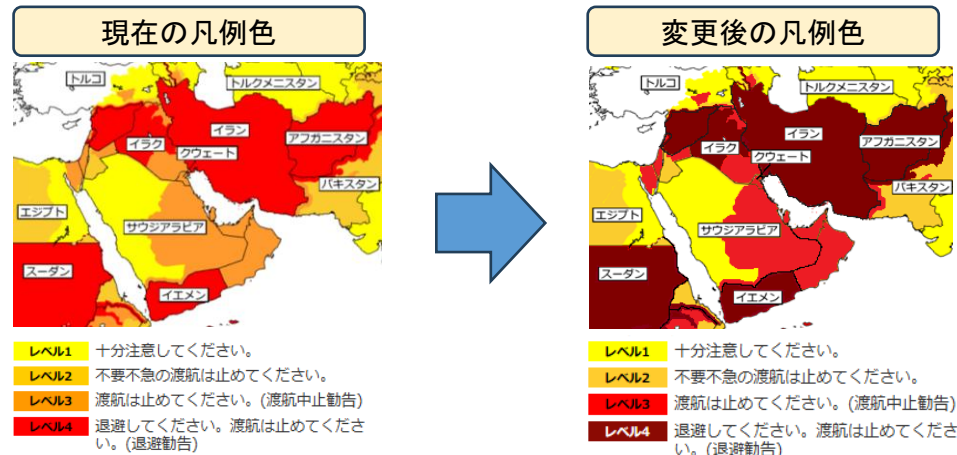 現在の凡例色
トルコ
トルクメニスタン
イラン
アフガニスタン
イラク
クウェート
パキスタン
エジプト
サウジアラビア
スーダン
イエメン
レベル1 十分注意してください。
レベル2 不要不急の渡航は止めてください。
レベル3 渡航は止めてください。(渡航中止勧告)
レベル4 退避してください。渡航は止めてくださ
い。(退避勧告)
変更後の凡例色
トルコ
トルクメニスタン
イラン
アフガニスタン
イラク
クウェート
パキスタン
エジプト
サウジアラビア
スーダン
イエメン
レベル1 十分注意してください。
レベル2 不要不急の渡航は止めてください。
レベル3 渡航は止めてください。(渡航中止勧告)
レベル4 退避してください。渡航は止めてくださ
い。(退避勧告)